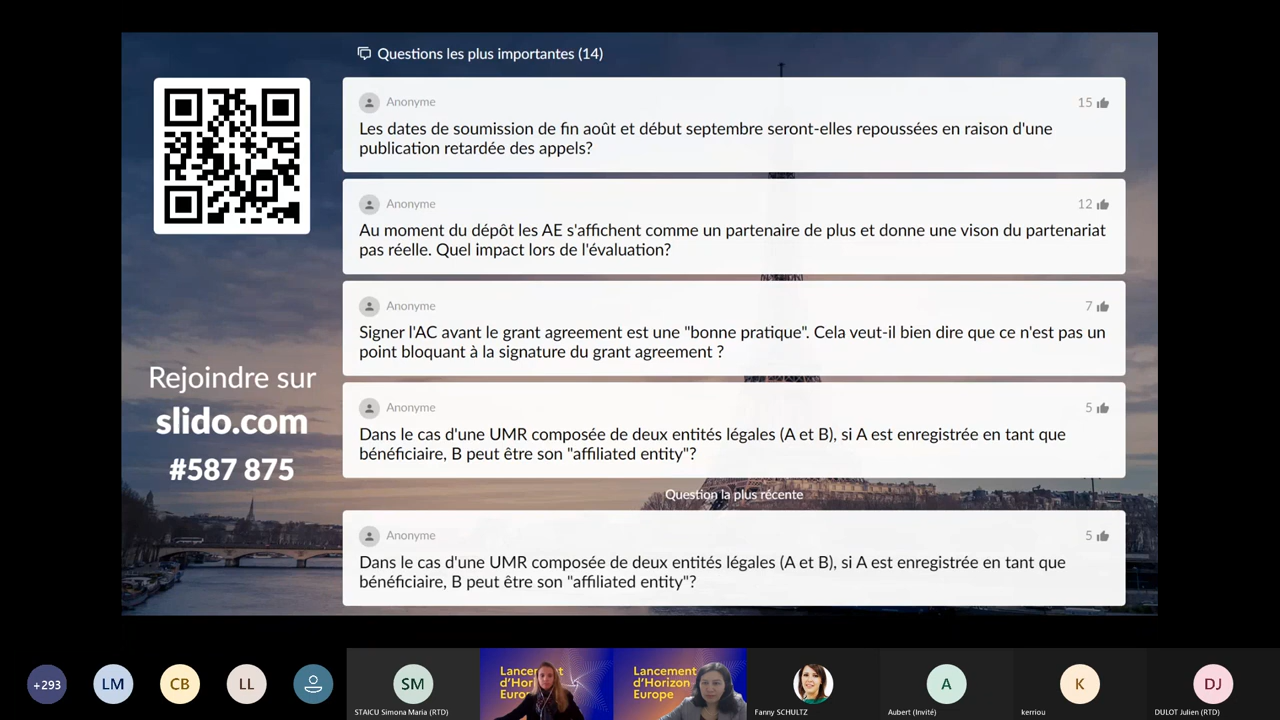 Questions les plus importantes (14)
Anonyme
15
Les dates de soumission de fin août et début septembre seront-elles repoussées en raison d'une
publication retardée des appels?
Anonyme
12
Au moment du dépôt les AE s'affichent comme un partenaire de plus et donne une vison du partenariat
pas réelle. Quel impact lors de l'évaluation?
Anonyme
7
Signer l'AC avant le grant agreement est une "bonne pratique". Cela veut-il bien dire que ce n'est pas un
point bloquant à la signature du grant agreement ?
Anonyme
5
Dans le cas d'une UMR composée de deux entités légales (A et B), si A est enregistrée en tant que
bénéficiaire, B peut être son "affiliated entity"?
Question la plus récente
Anonyme
5
Dans le cas d'une UMR composée de deux entités légales (A et B), si A est enregistrée en tant que
bénéficiaire, B peut être son "affiliated entity"?
Rejoindre sur
slido.com
#587 875
+293
LM
CB
LL
SM
STAICU Simona Maria (RTD)
Lancement
d'Horizon
Europe
Fanny SCHULTZ
A
Aubert (Invité)
K
kerriou
DJ
DULOT Julien (RTD)